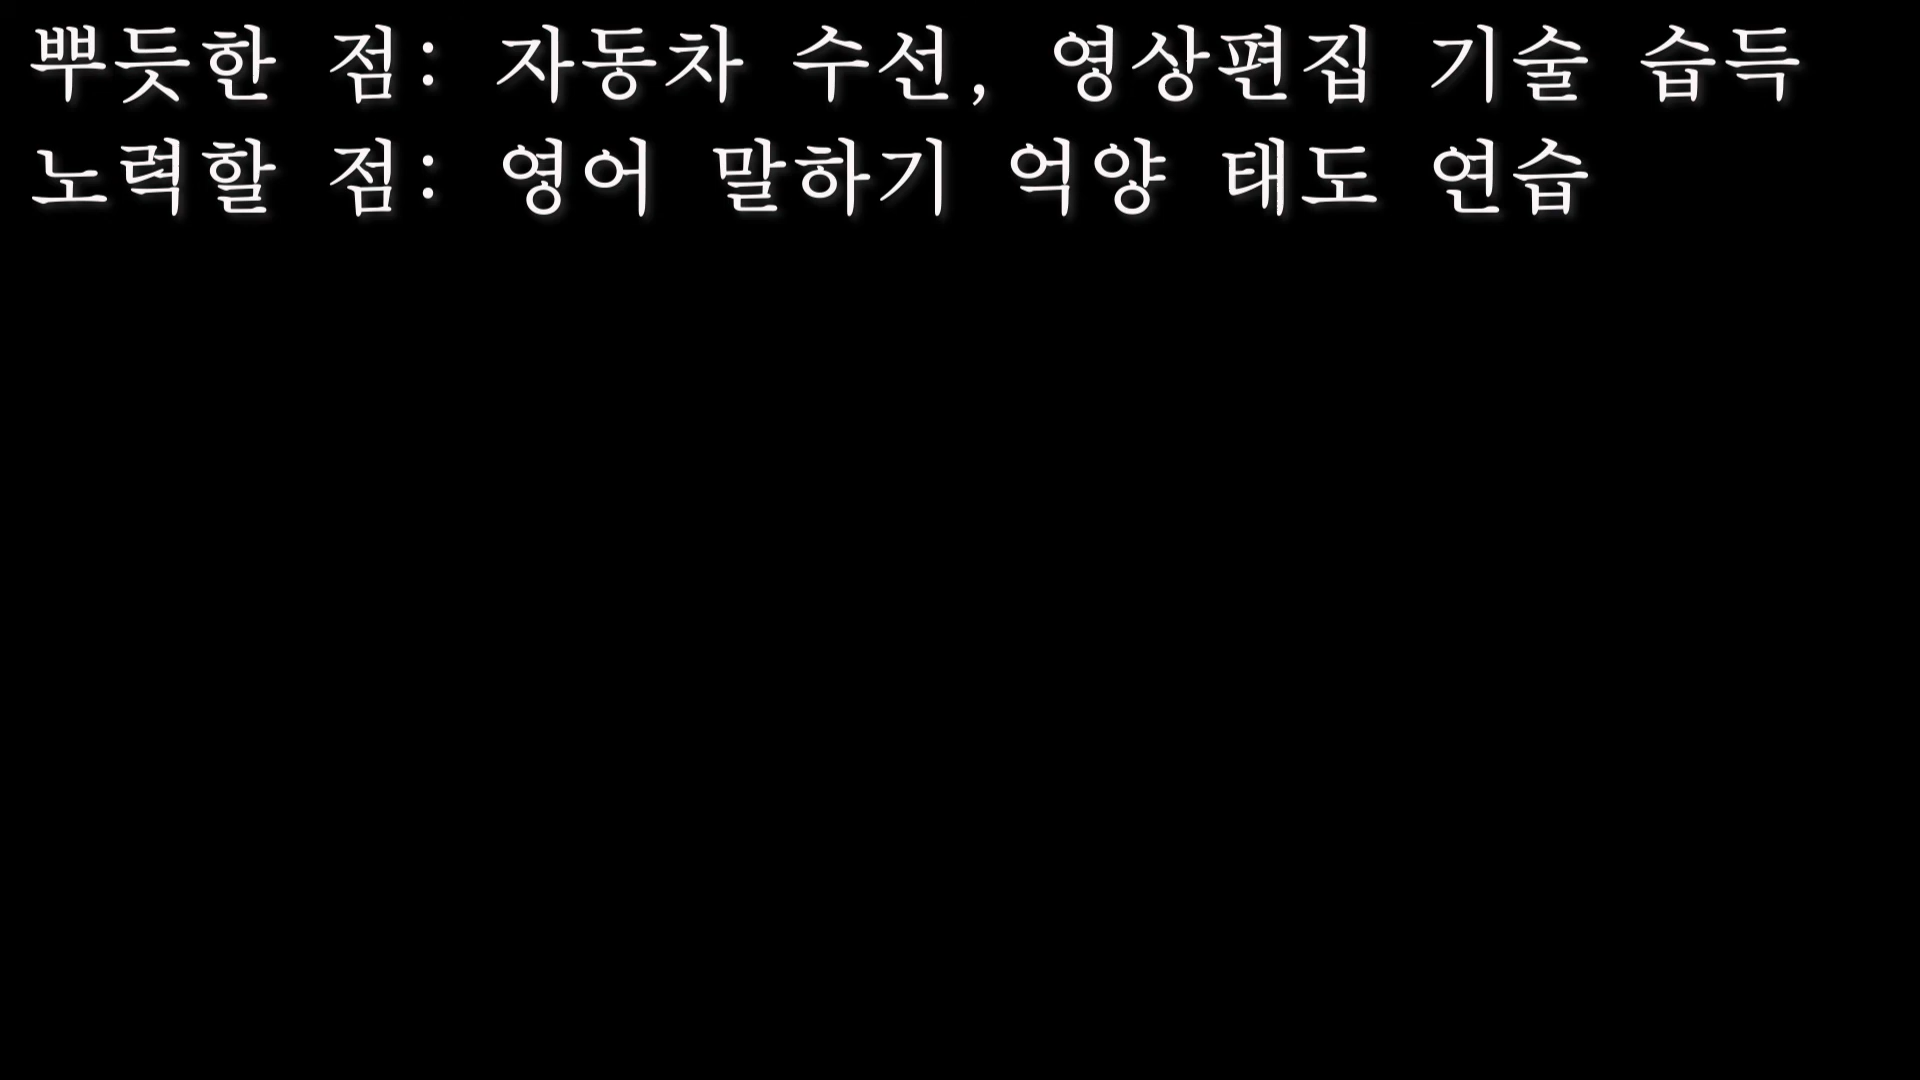 뿌듯한 점: 자동차 수선, 영상편집 기술 습득
노력할 점: 영어 말하기 억양 태도 연습